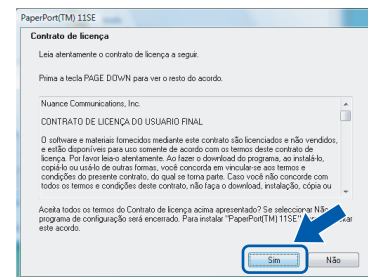 PaperPort(TM) 11SE
Contrato de licença
Leia atentamente o contrato de licença a seguir.
Prima a tecla PAGE DOWN para ver o resto do acordo.
Nuance Communications, Inc.
CONTRATO DE LICENÇA DO USUARIO FINAL
O software e materiais fornecidos mediante este contrato são licenciados e não vendidos,
e estão disponíveis para uso somente de acordo com os termos deste contrato de
licença. Por favor leia-o atentamente. Ao fazer o download do programa, ao instalá-lo,
copiá-lo ou usá-lo de outras formas, você concorda em vincular-se aos termos e
condições do presente contrato, do qual se torna parte. Caso você não concorde com
todos os termos e condições deste contrato, não faça o download, instalação, cópia ou
Aceita todos os termos do Contrato de licença acima apresentado? Se seleccionar Não
programa de configuração será encerrado. Para instalar "PaperPort(TM) 11SE"
este acordo.
Sim
Não